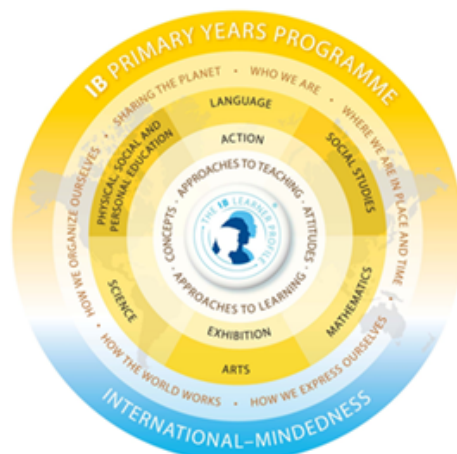 IB PRIMARY YEARS PROGRAMME
SHARING THE PLANET • WHO WE ARE • WHERE WE ARE IN PLACE AND TIME
LANGUAGE
PHYSICAL, SOCIAL AND
PERSONAL EDUCATION
SOCIAL STUDIES
ACTION
APPROACHES TO TEACHING
CONCEPTS
ATTITUDES
THE IB LEARNER PROFILE
®
APPROACHES TO LEARNING
EXHIBITION
SCIENCE
MATHEMATICS
ARTS
HOW WE ORGANIZE OURSELVES • HOW THE WORLD WORKS • HOW WE EXPRESS OURSELVES
INTERNATIONAL–MINDEDNESS